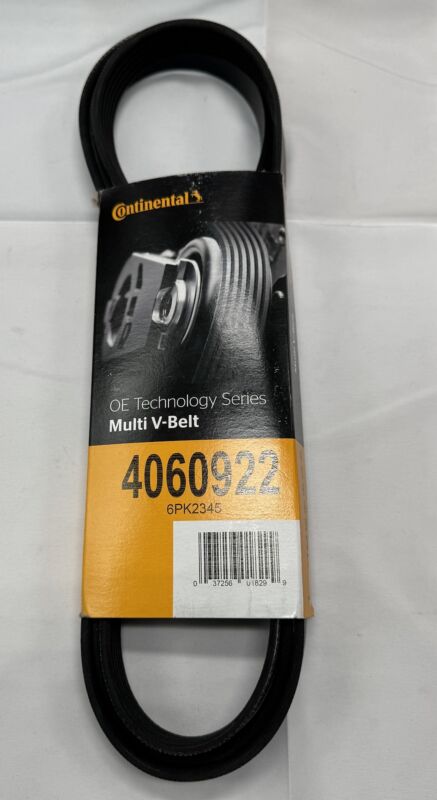 Continental
OE Technology Series
Multi V-Belt
4060922
6PK2345
0 37256 01829 9